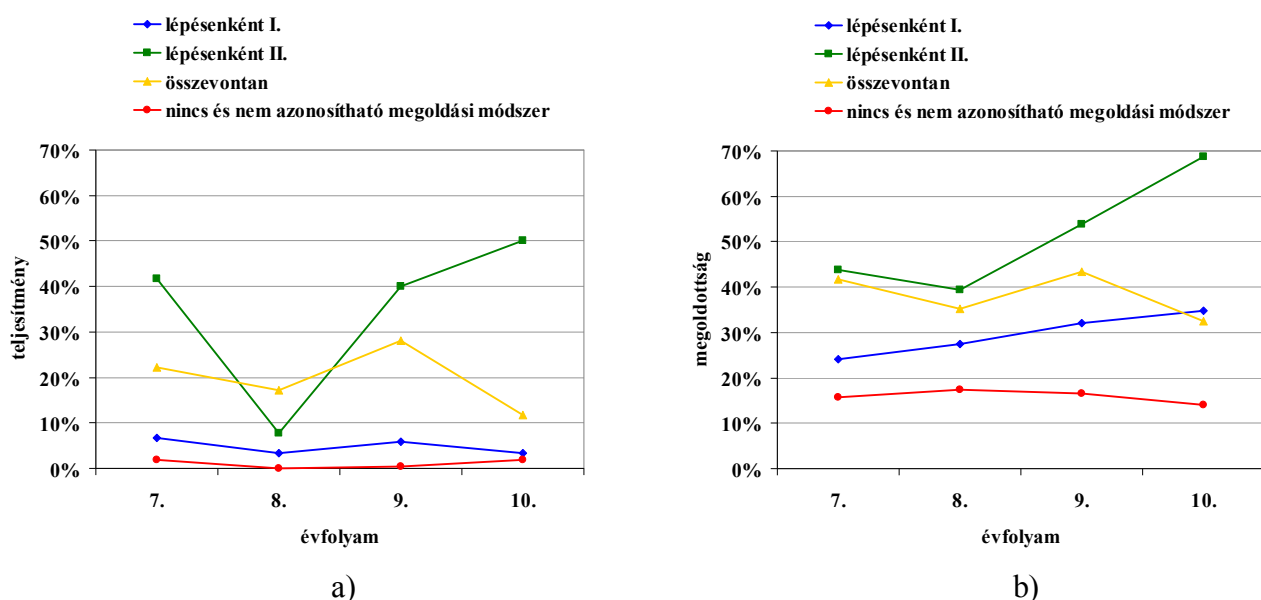 lépésenként I.
lépésenként II.
összevontan
nincs és nem azonosítható megoldási módszer
70%
60%
50%
40%
30%
20%
10%
0%
teljesítmény
7. 8. 9. 10.
évfolyam
a)
lépésenként I.
lépésenként II.
összevontan
nincs és nem azonosítható megoldási módszer
70%
60%
50%
40%
30%
20%
10%
0%
megoldottság
7. 8. 9. 10.
évfolyam
b)